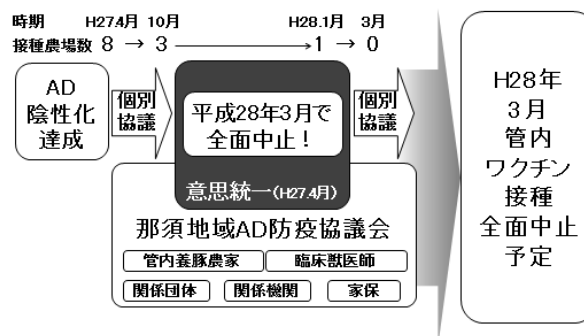 時期 H27.4月 10月 H28.1月 3月
接種農場数 8 → 3 → 1 → 0
AD
陰性化
達成
個別
協議
平成28年3月で
全面中止！
意思統一(H27.4月)
個別
協議
那須地域AD防疫協議会
管内養豚農家 臨床獣医師
関係団体 関係機関 家保
H28年
3月
管内
ワクチン
接種
全面中止
予定